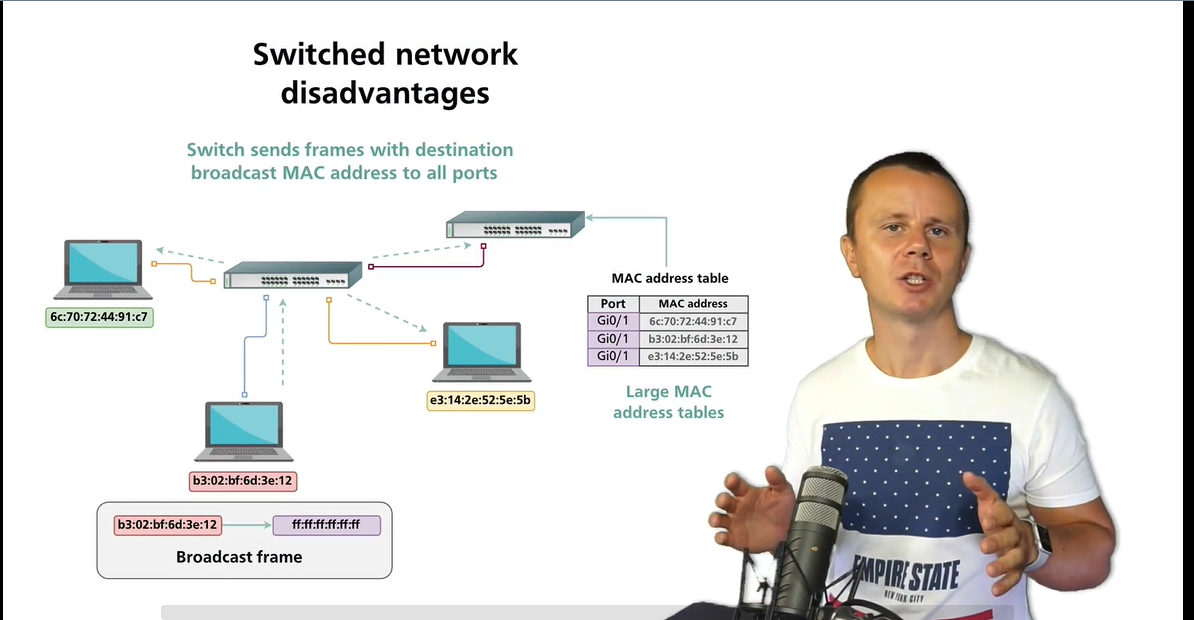 Switched network
disadvantages
Switch sends frames with destination
broadcast MAC address to all ports
6c:70:72:44:91:c7
e3:14:2e:52:5e:5b
b3:02:bf:6d:3e:12
b3:02:bf:6d:3e:12 ff:ff:ff:ff:ff:ff
Broadcast frame
MAC address table
Port MAC address
Gi0/1 6c:70:72:44:91:c7
Gi0/1 b3:02:bf:6d:3e:12
Gi0/1 e3:14:2e:52:5e:5b
Large MAC
address tables
EMPIRE STATE
NEW YORK CITY